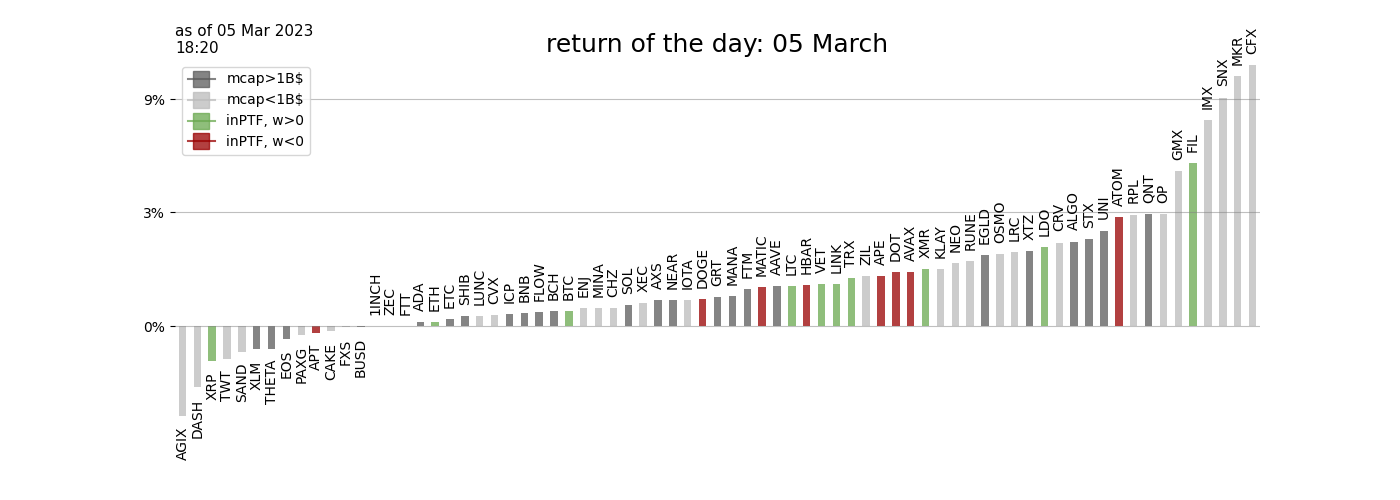 as of 05 Mar 2023
18:20
return of the day: 05 March
mcap>1B$
mcap<1B$
inPTF, w>0
inPTF, w<0
9%
3%
0%
AGIX
DASH
XRP
TWT
SAND
XLM
THETA
EOS
PAXG
APT
CAKE
FXS
BUSD
1INCH
ZEC
FTT
ADA
ETH
ETC
SHIB
LUNC
CVX
ICP
BNB
FLOW
BCH
BTC
ENJ
MINA
CHZ
SOL
XEC
AXS
NEAR
IOTA
DOGE
GRT
MANA
FTM
MATIC
AAVE
LTC
HBAR
VET
LINK
TRX
ZIL
APE
DOT
AVAX
XMR
KLAY
NEO
RUNE
EGLD
OSMO
LRC
XTZ
LDO
CRV
ALGO
STX
UNI
ATOM
RPL
QNT
OP
GMX
FIL
IMX
SNX
MKR
CFX